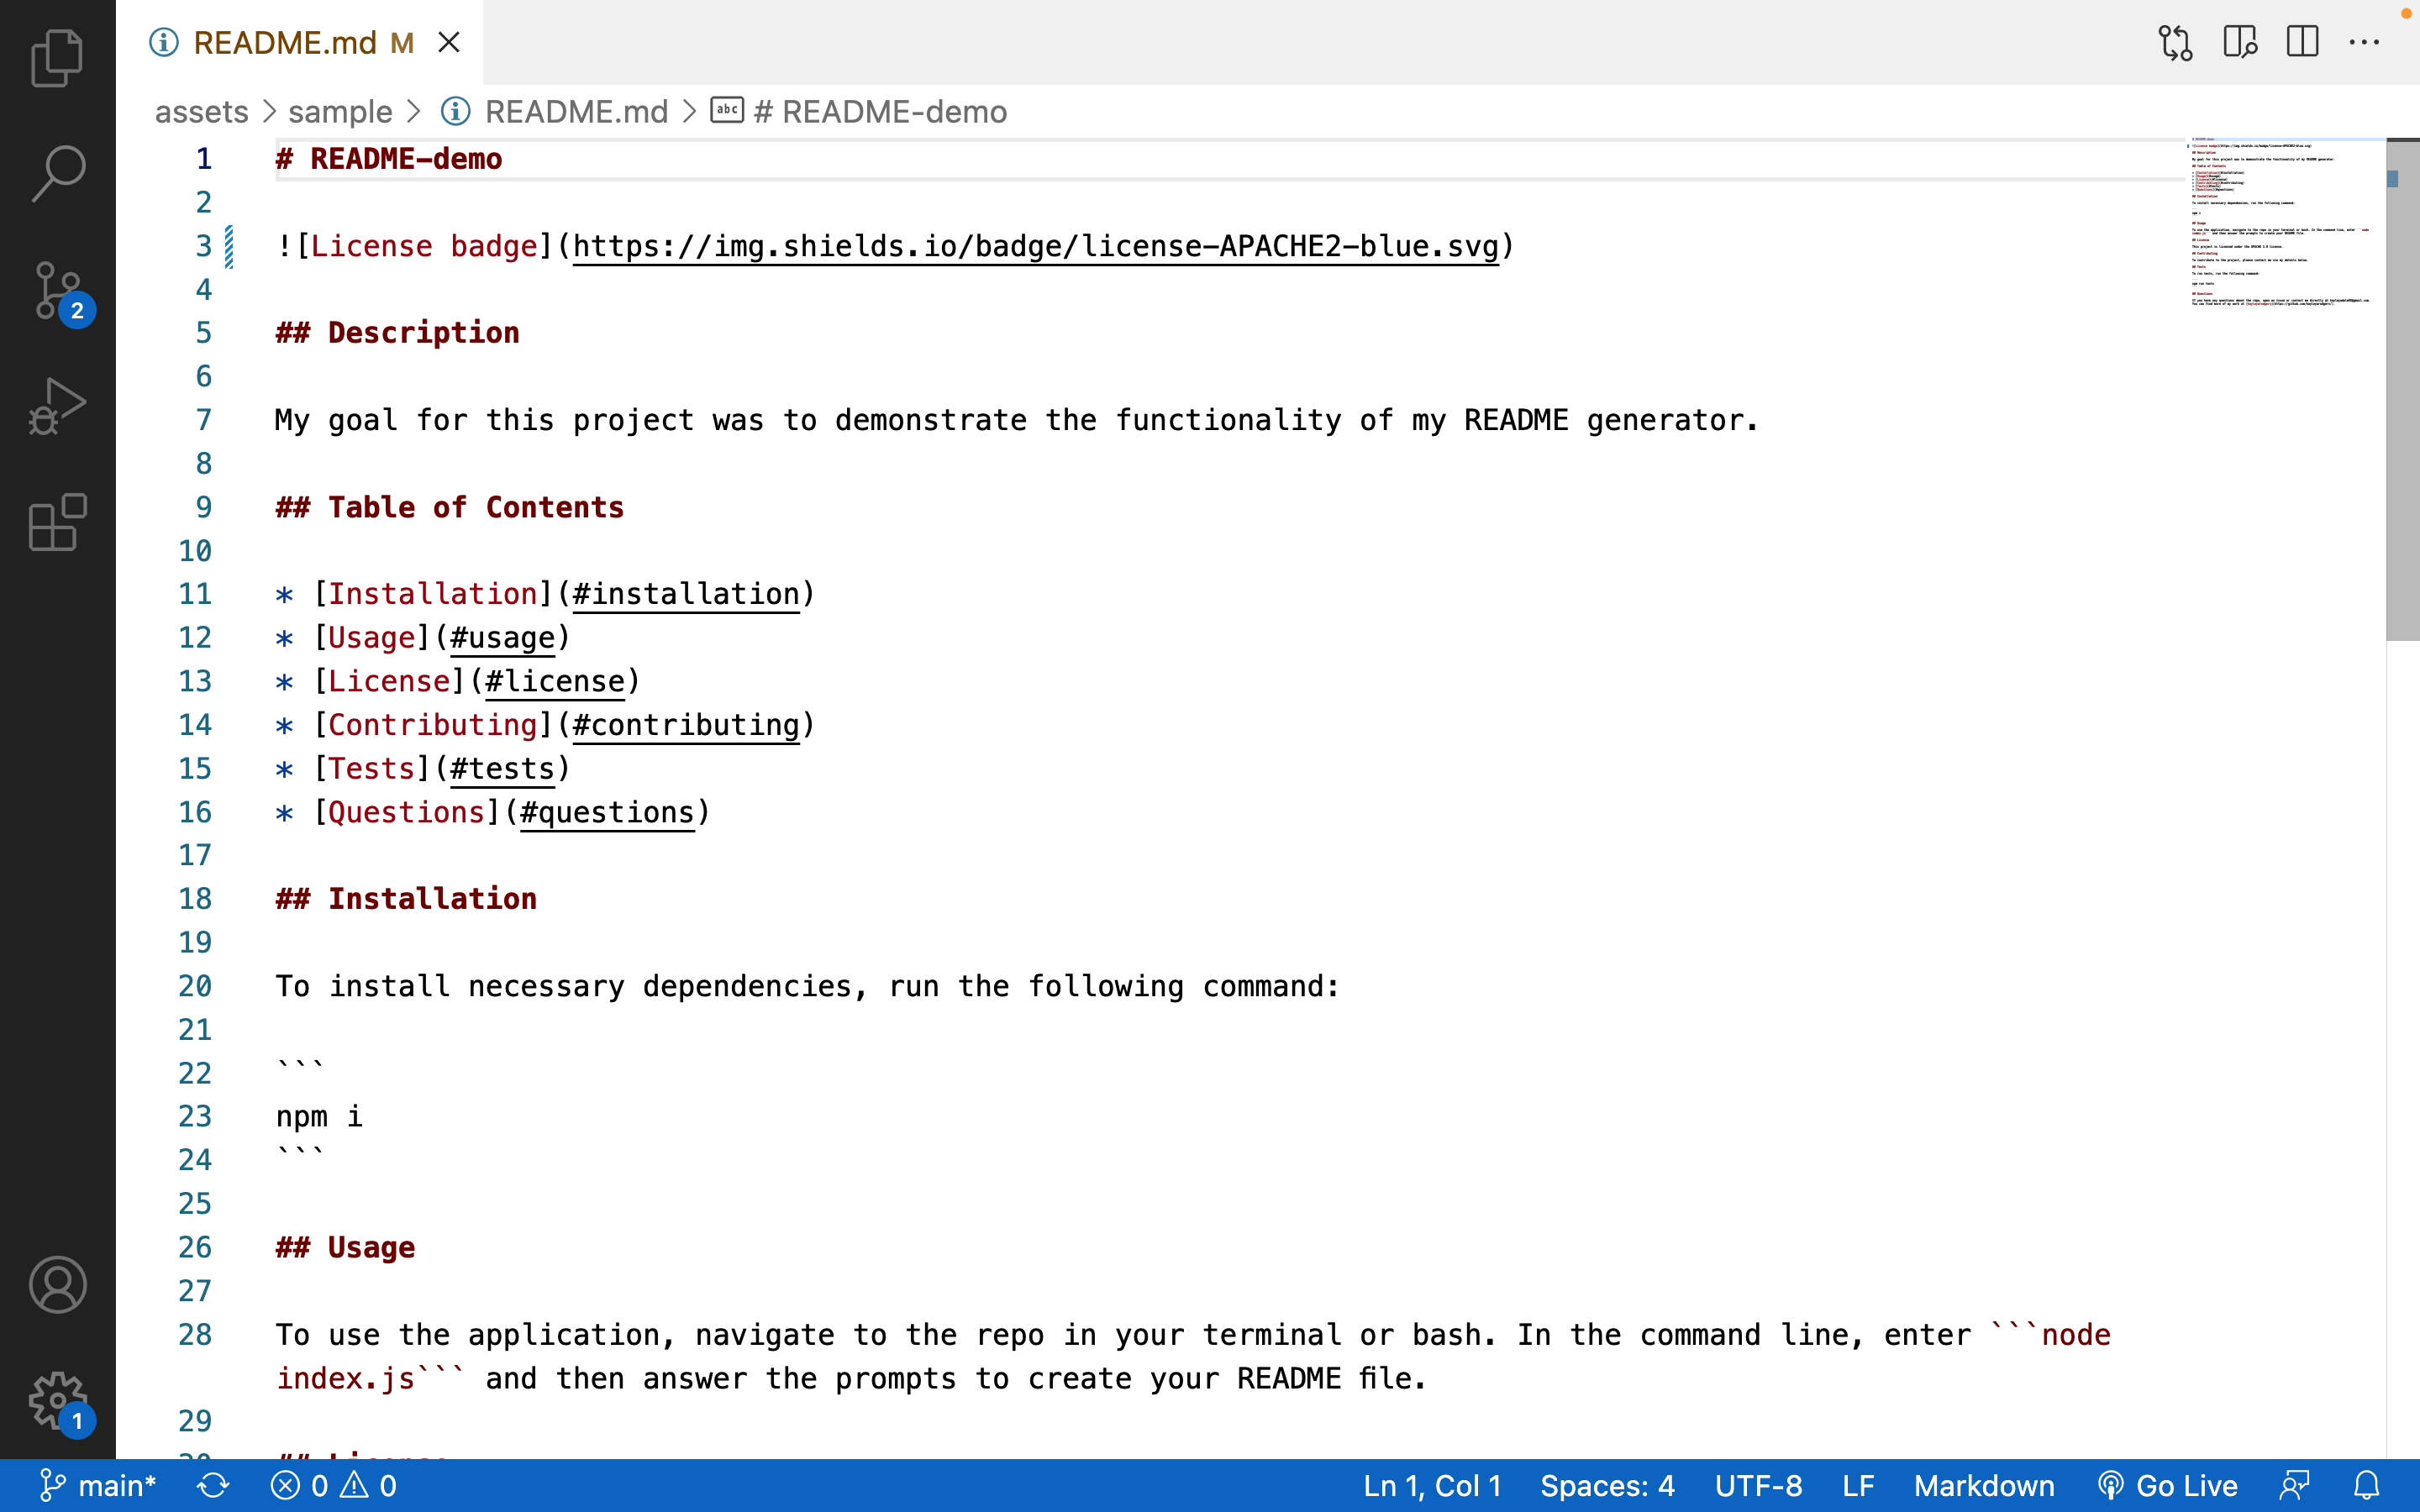 README.md M
assets > sample > README.md > # README-demo
1 # README-demo
2
3 ![License badge](https://img.shields.io/badge/license-APACHE2-blue.svg)
4
5 ## Description
6
7 My goal for this project was to demonstrate the functionality of my README generator.
8
9 ## Table of Contents
10
11 * [Installation](#installation)
12 * [Usage](#usage)
13 * [License](#license)
14 * [Contributing](#contributing)
15 * [Tests](#tests)
16 * [Questions](#questions)
17
18 ## Installation
19
20 To install necessary dependencies, run the following command:
21
22 ```
23 npm i
24 ```
25
26 ## Usage
27
28 To use the application, navigate to the repo in your terminal or bash. In the command line, enter ```node
index.js``` and then answer the prompts to create your README file.
29
2
1
main* 0 0 Ln 1, Col 1 Spaces: 4 UTF-8 LF Markdown Go Live